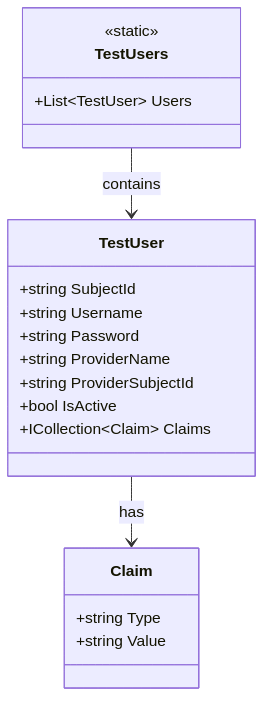 «static»
TestUsers
+List<TestUser> Users
contains
TestUser
+string SubjectId
+string Username
+string Password
+string ProviderName
+string ProviderSubjectId
+bool IsActive
+ICollection<Claim> Claims
has
Claim
+string Type
+string Value